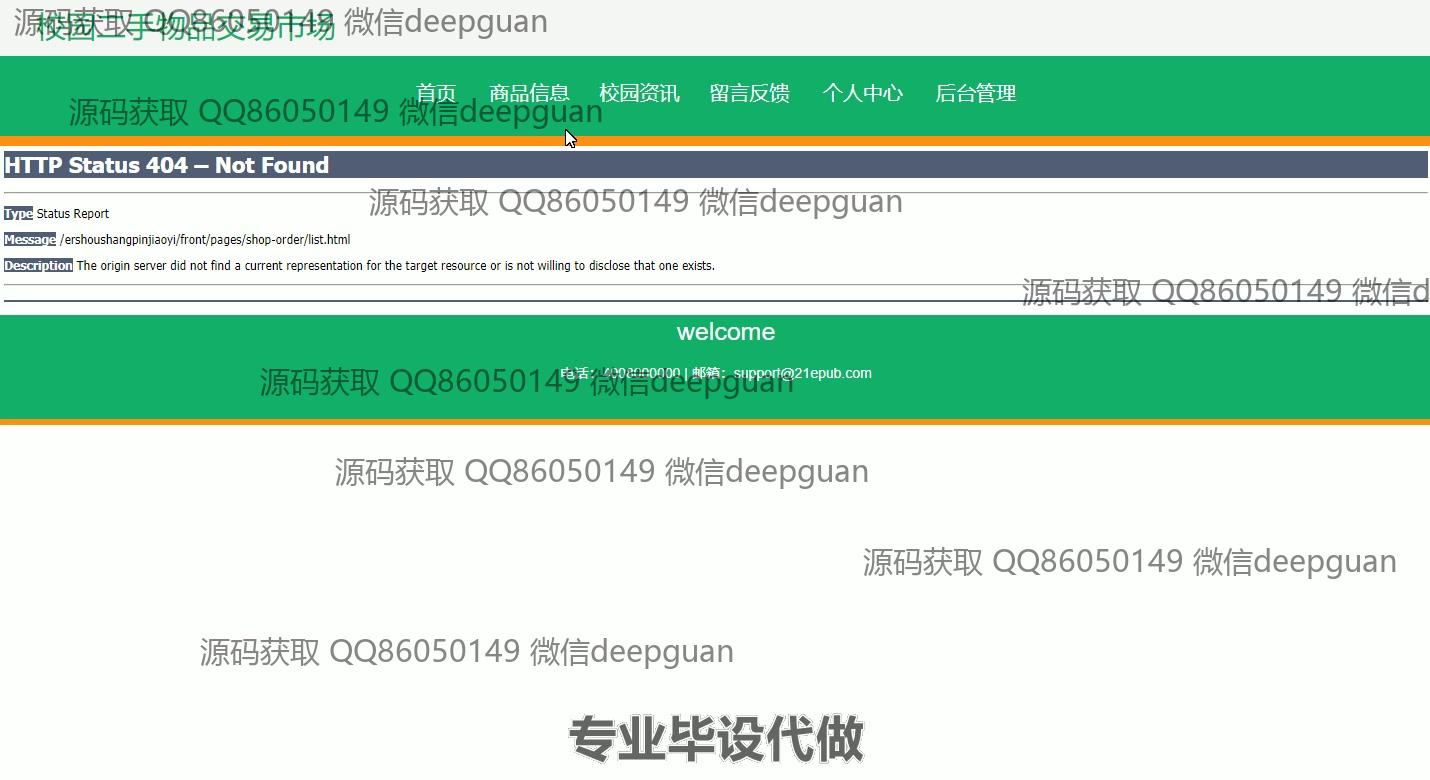 源码获取 QQ86050149 微信deepguan
校园二手物品交易市场
首页 商品信息 校园资讯 留言反馈 个人中心 后台管理
源码获取 QQ86050149 微信deepguan
HTTP Status 404 – Not Found
源码获取 QQ86050149 微信deepguan
Type Status Report
Message /ershoushangpinjiaoyi/front/pages/shop-order/list.html
Description The origin server did not find a current representation for the target resource or is not willing to disclose that one exists.
源码获取 QQ86050149 微信d
welcome
电话: | 邮箱：support@21epub.com
源码获取 QQ86050149 微信deepguan
源码获取 QQ86050149 微信deepguan
源码获取 QQ86050149 微信deepguan
源码获取 QQ86050149 微信deepguan
专业毕设代做